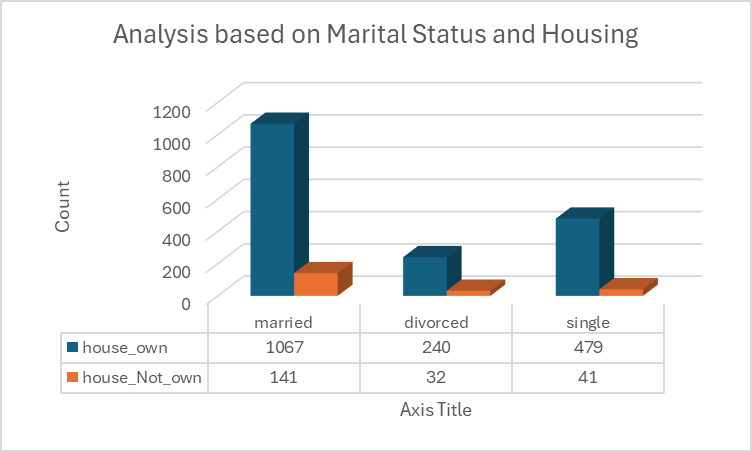 Analysis based on Marital Status and Housing
1200
1000
800
600
400
200
0
Count
married divorced single
house_own 1067 240 479
house_Not_own 141 32 41
Axis Title